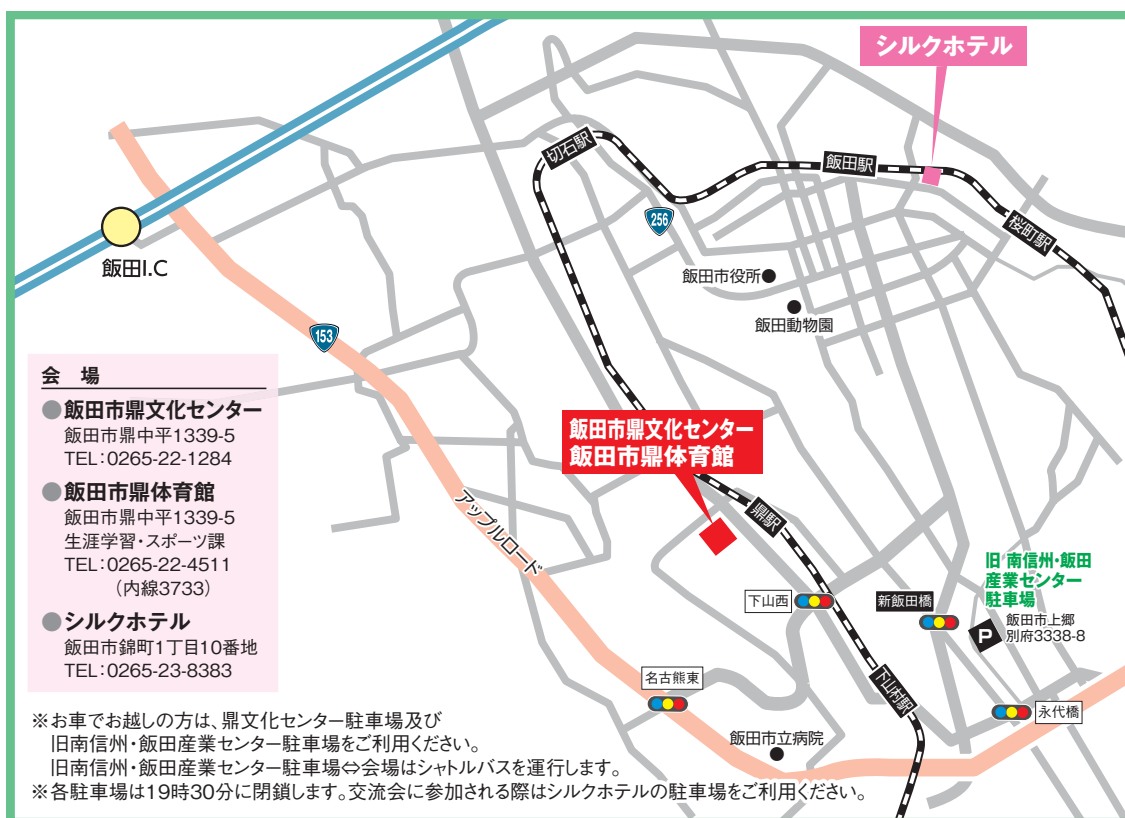 シルクホテル
切石駅
飯田駅
桜町駅
256
飯田I.C
飯田市役所
飯田動物園
153
会 場
●飯田市鼎文化センター
飯田市鼎中平1339-5
TEL:0265-22-1284
●飯田市鼎体育館
飯田市鼎中平1339-5
生涯学習・スポーツ課
TEL:0265-22-4511
(内線3733)
●シルクホテル
飯田市錦町1丁目10番地
TEL:0265-23-8383
飯田市鼎文化センター
飯田市鼎体育館
アップルロード
鼎駅
下山西
新飯田橋
旧 南信州・飯田
産業センター
駐車場
P
飯田市上郷
別府3338-8
名古熊東
下山村駅
永代橋
飯田市立病院
※お車でお越しの方は、鼎文化センター駐車場及び
旧南信州・飯田産業センター駐車場をご利用ください。
旧南信州・飯田産業センター駐車場⇔会場はシャトルバスを運行します。
※各駐車場は19時30分に閉鎖します。交流会に参加される際はシルクホテルの駐車場をご利用ください。